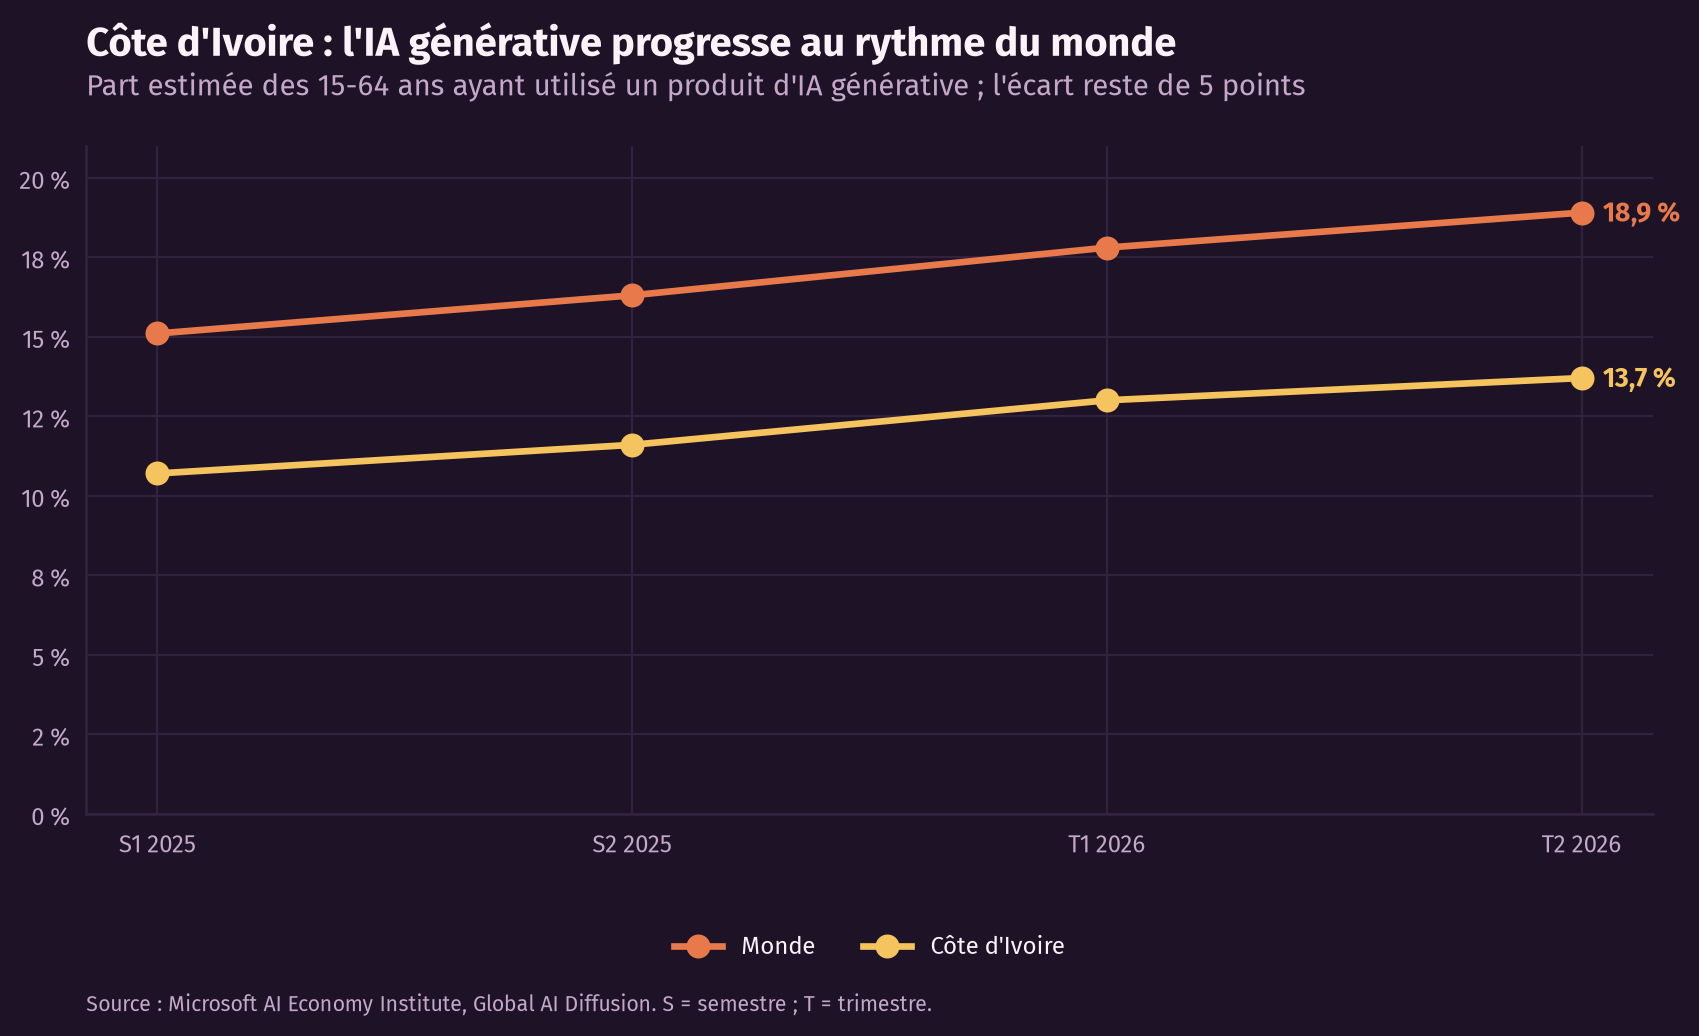 Côte d'Ivoire : l'IA générative progresse au rythme du monde
Part estimée des 15-64 ans ayant utilisé un produit d'IA générative ; l'écart reste de 5 points
20 %
18 %
15 %
12 %
10 %
8 %
5 %
2 %
0 %
18,9 %
13,7 %
S1 2025
S2 2025
T1 2026
T2 2026
Monde
Côte d'Ivoire
Source : Microsoft AI Economy Institute, Global AI Diffusion. S = semestre ; T = trimestre.